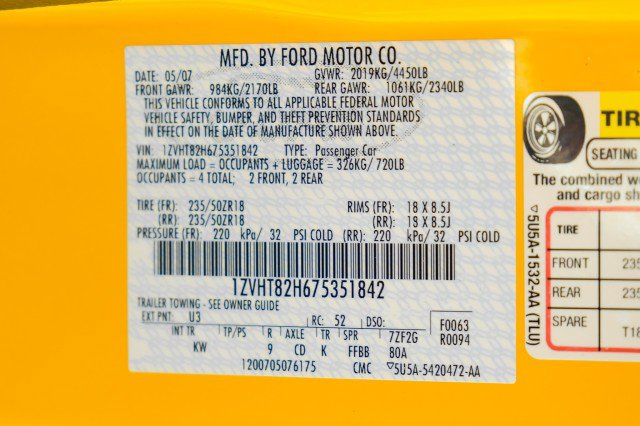 MFD. BY FORD MOTOR CO.
DATE: 05/07 GVWR: 2019KG/4450LB
FRONT GAWR: 984KG/2170LB REAR GAWR: 1061KG/2340LB
THIS VEHICLE CONFORMS TO ALL APPLICABLE FEDERAL MOTOR
VEHICLE SAFETY, BUMPER, AND THEFT PREVENTION STANDARDS
IN EFFECT ON THE DATE OF MANUFACTURE SHOWN ABOVE.
VIN: 1ZVHT82H675351842 TYPE: Passenger Car
MAXIMUM LOAD = OCCUPANTS + LUGGAGE = 326KG/ 720LB
OCCUPANTS = 4 TOTAL; 2 FRONT, 2 REAR
TIRE (FR): 235/50ZR18 RIMS (FR): 18 X 8.5J
(RR): 235/50ZR18 (RR): 18 X 8.5J
PRESSURE (FR): 220 kPa/ 32 PSI COLD (RR): 220 kPa/ 32 PSI COLD
1ZVHT82H675351842
TRAILER TOWING - SEE OWNER GUIDE
EXT PNT: U3 RC: 52 DSO: F0063
INT TR TP/PS R AXLE TR SPR 7ZF2G R0094
KW 9 CD K FFBB 80A
1200705076175 CMC ▽5U5A-5420472-AA
TIR
SEATING
The combined w
and cargo sh
TIRE
FRONT 235
REAR 235
SPARE T18
▽5U5A-1532-AA (TLU)